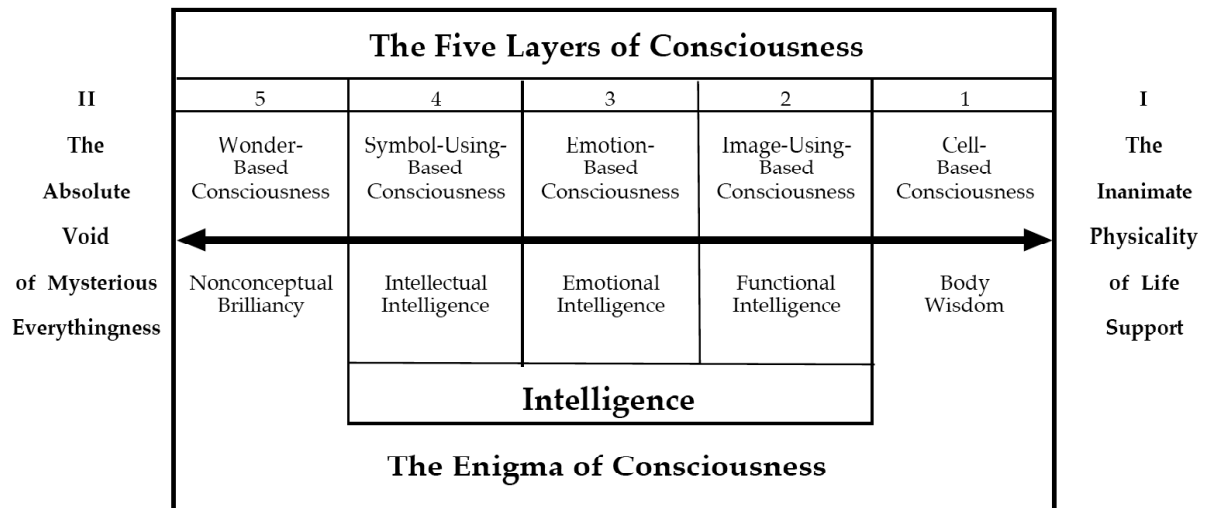 The Five Layers of Consciousness
II
5
4
3
2
1
I
The
Absolute
Void
of Mysterious
Everythingness
Wonder-
Based
Consciousness
Symbol-Using-
Based
Consciousness
Emotion-
Based
Consciousness
Image-Using-
Based
Consciousness
Cell-
Based
Consciousness
The
Inanimate
Physicality
of Life
Support
Nonconceptual
Brilliancy
Intellectual
Intelligence
Emotional
Intelligence
Functional
Intelligence
Body
Wisdom
Intelligence
The Enigma of Consciousness